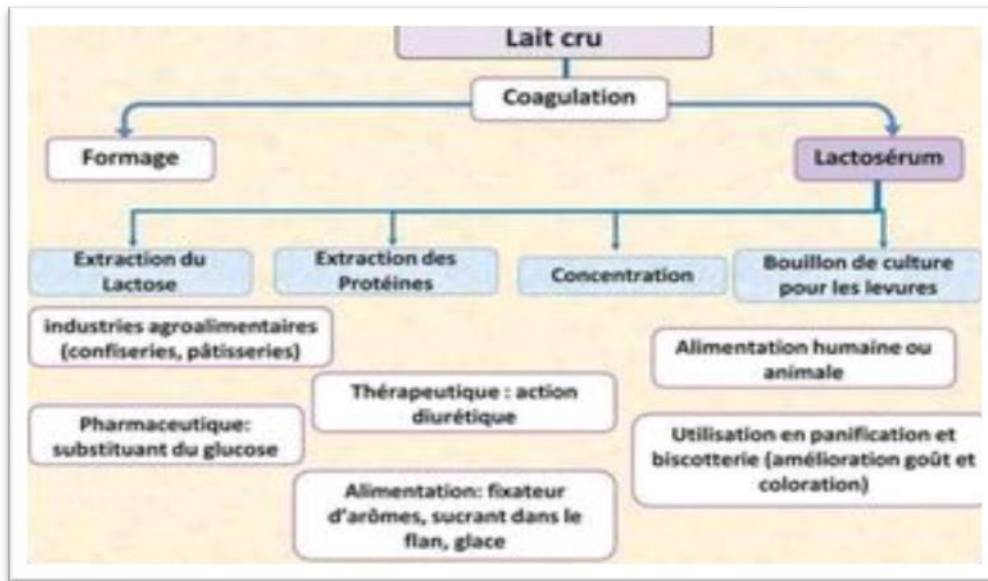 Lait cru
Coagulation
Formage
Lactosérum
Extraction du
Lactose
Extraction des
Protéines
Concentration
Bouillon de culture
pour les levures
industries agroalimentaires
(confiseries, pâtisseries)
Pharmaceutique:
substituant du glucose
Thérapeutique : action
diurétique
Alimentation: fixateur
d'arômes, sucrant dans le
flan, glace
Alimentation humaine ou
animale
Utilisation en panification et
biscotterie (amélioration goût et
coloration)